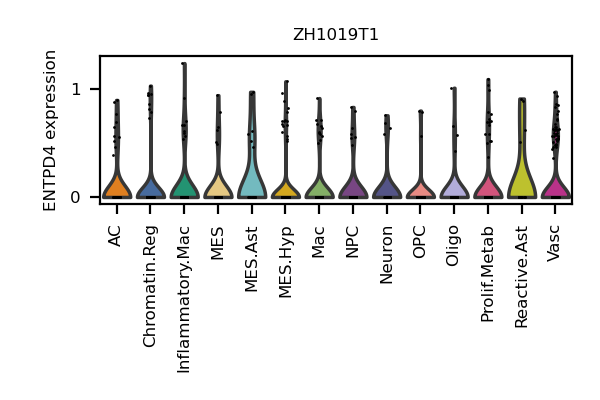 ZH1019T1
ENTPD4 expression
1
0
AC
Chromatin.Reg
Inflammatory.Mac
MES
MES.Ast
MES.Hyp
Mac
NPC
Neuron
OPC
Oligo
Prolif.Metab
Reactive.Ast
Vasc